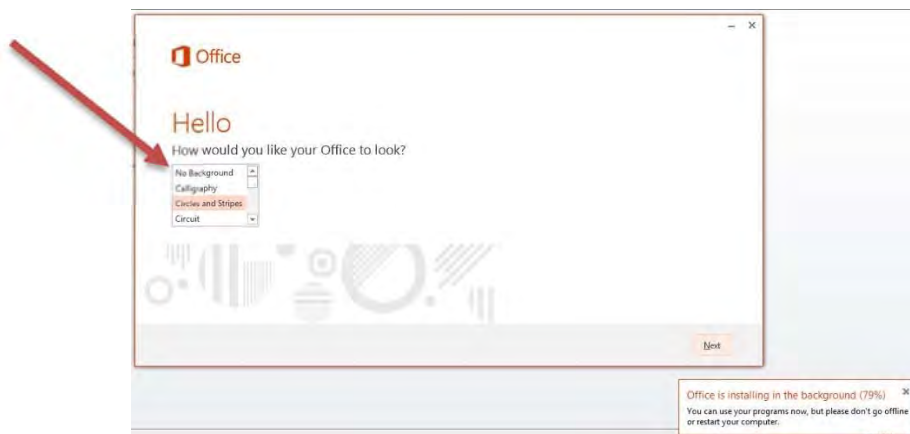 Office
Hello
How would you like your Office to look?
No Background
Calligraphy
Circles and Stripes
Circuit
Next
Office is installing in the background (79%)
You can use your programs now, but please don't go offline
or restart your computer.